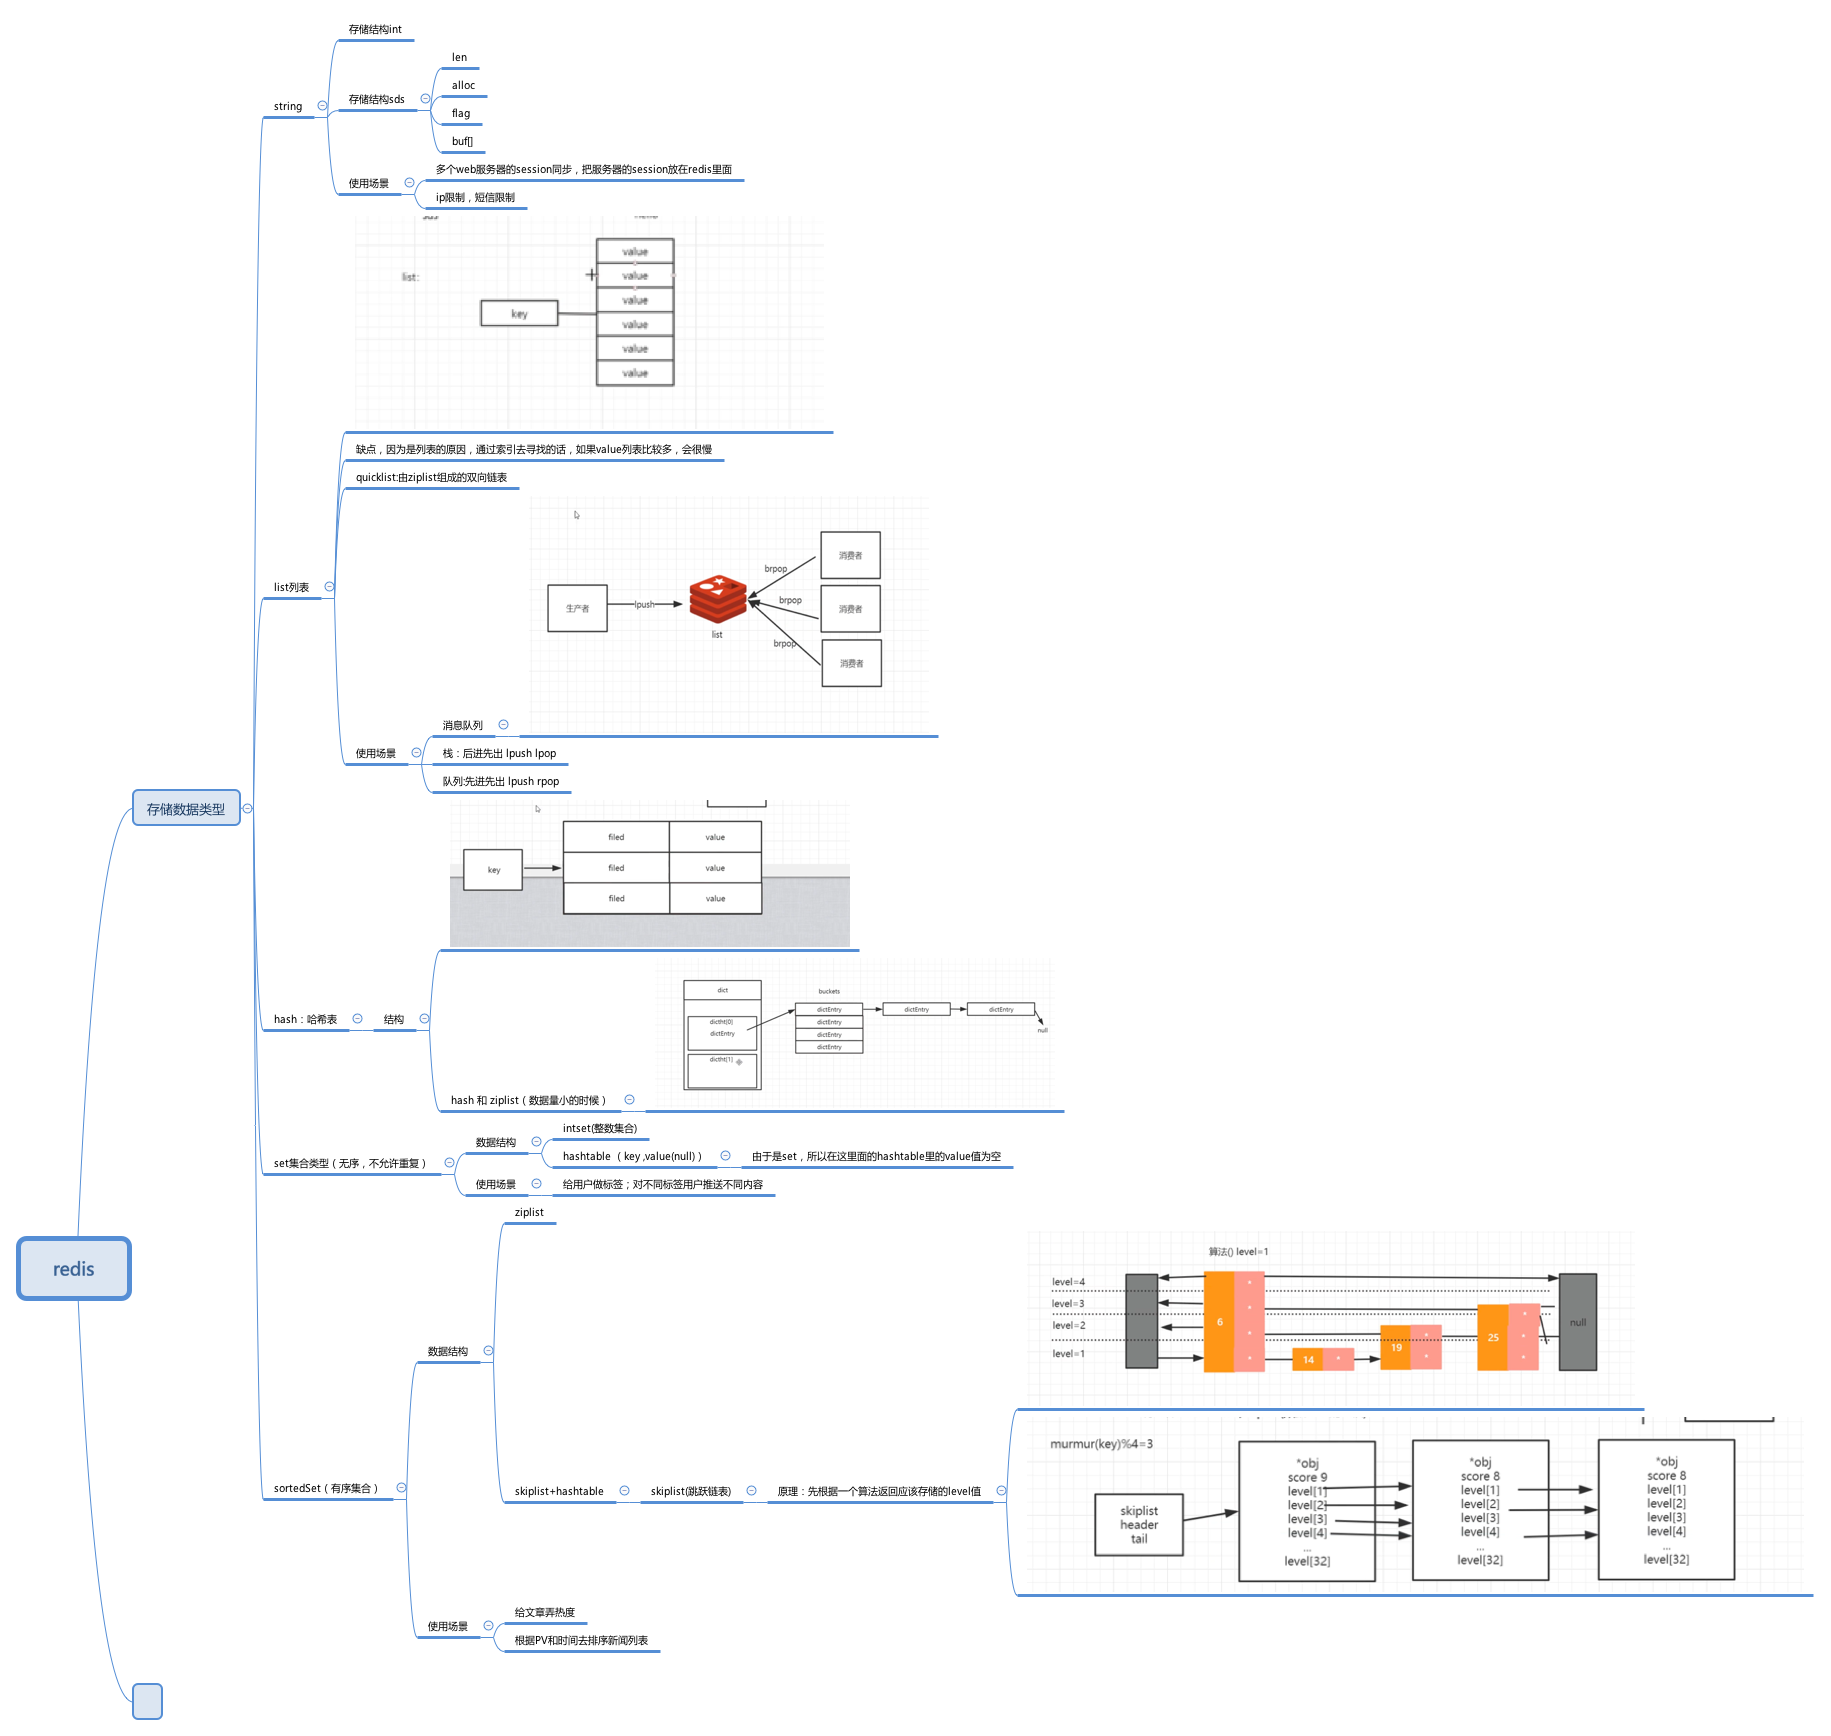 存储结构int
len
存储结构sds
alloc
flag
buf[]
string
使用场景
多个web服务器的session同步，把服务器的session放在redis里面
ip限制，短信限制
list:
key
value
value
value
value
value
value
缺点，因为是列表的原因，通过索引去寻找的话，如果value列表比较多，会很慢
quicklist:由ziplist组成的双向链表
生产者
lpush
list
brpop
brpop
brpop
消费者
消费者
消费者
list列表
消息队列
使用场景
栈：后进先出 lpush lpop
队列:先进先出 lpush rpop
存储数据类型
key
filed value
filed value
filed value
dict
dictht[0]
dictEntry
dictht[1]
buckets
dictEntry
dictEntry
dictEntry
dictEntry
dictEntry
dictEntry
null
hash：哈希表
结构
hash 和 ziplist（数据量小的时候）
set集合类型（无序，不允许重复）
数据结构
intset(整数集合)
hashtable （key ,value(null)）
由于是set，所以在这里面的hashtable里的value值为空
使用场景
给用户做标签；对不同标签用户推送不同内容
redis
ziplist
数据结构
算法() level=1
level=4
level=3
level=2
level=1
6
14
19
25
null
sortedSet（有序集合）
skiplist+hashtable
skiplist(跳跃链表)
原理：先根据一个算法返回应该存储的level值
murmur(key)%4=3
skiplist
header
tail
*obj
score 9
level[1]
level[2]
level[3]
level[4]
...
level[32]
*obj
score 8
level[1]
level[2]
level[3]
level[4]
...
level[32]
*obj
score 8
level[1]
level[2]
level[3]
level[4]
...
level[32]
使用场景
给文章弄热度
根据PV和时间去排序新闻列表